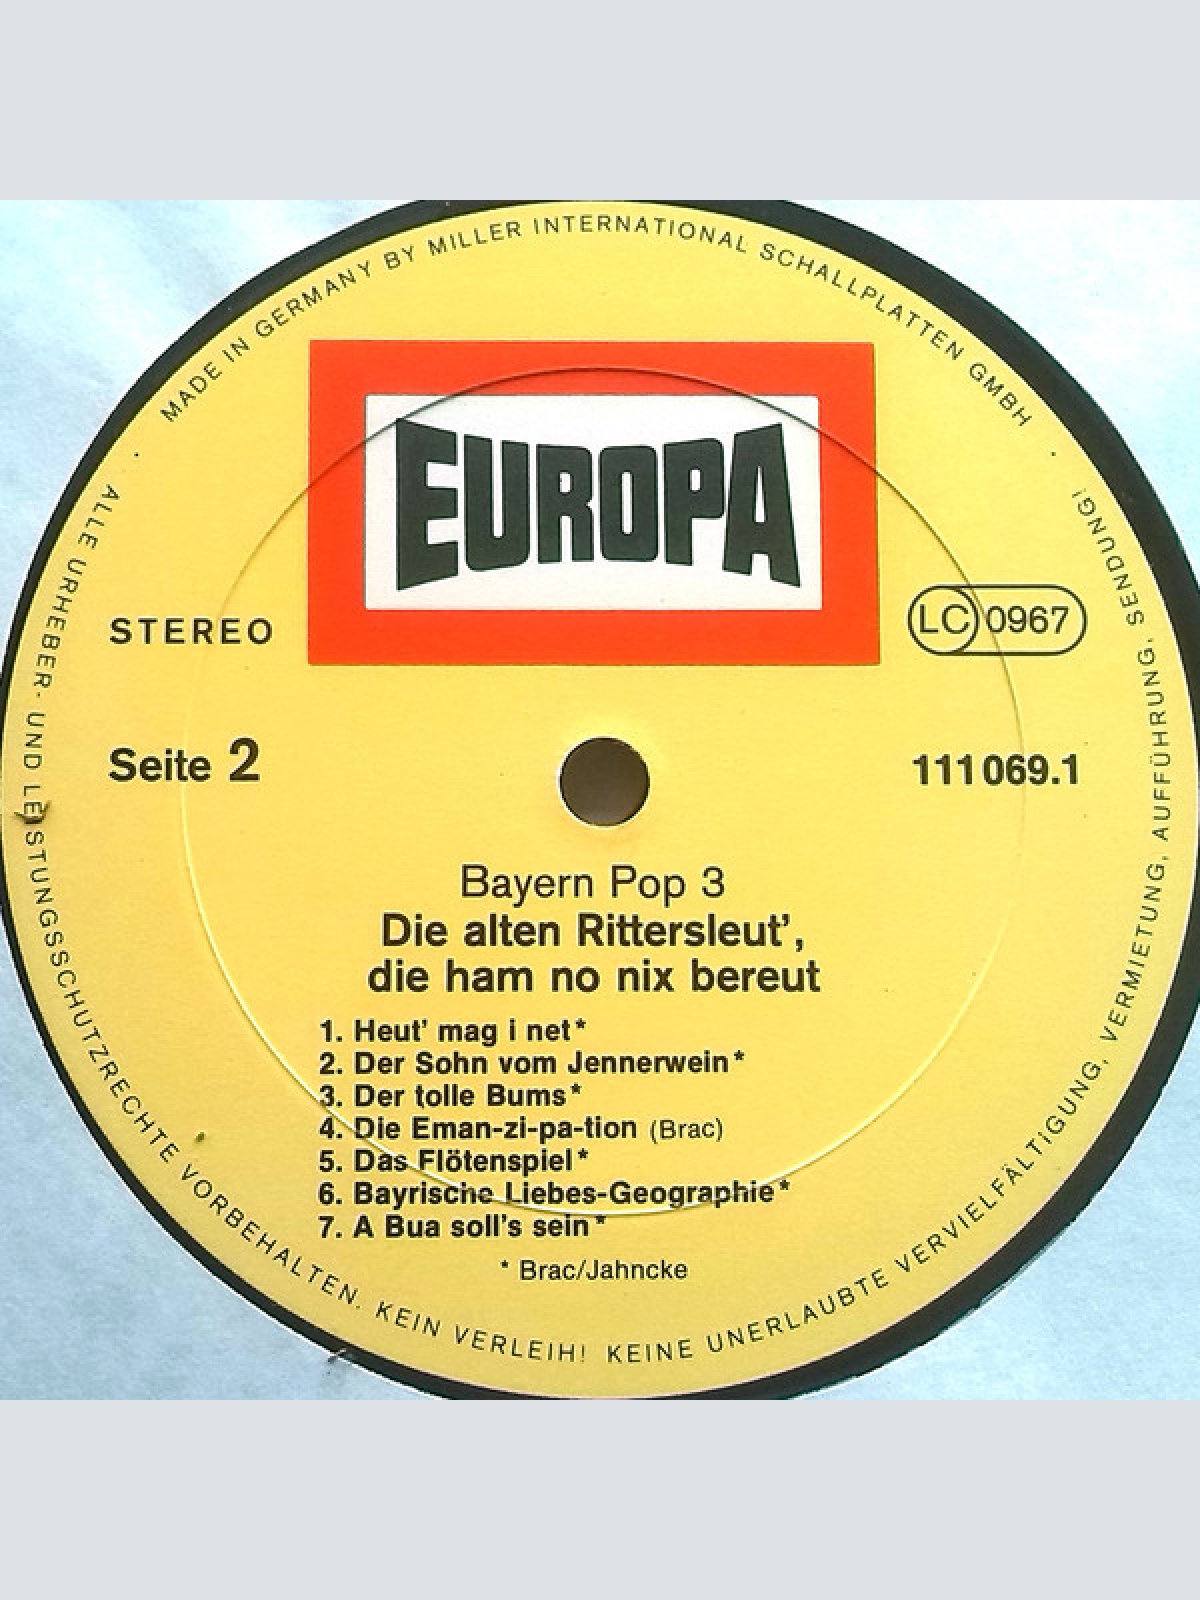 MADE IN GERMANY BY MILLER INTERNATIONAL SCHALLPLATTEN GMBH
EUROPA
STEREO
LC 0967
Seite 2
111 069.1
Bayern Pop 3
Die alten Rittersleut',
die ham no nix bereut
1. Heut' mag i net*
2. Der Sohn vom Jennerwein*
3. Der tolle Bums*
4. Die Eman-zi-pa-tion (Brac)
5. Das Flötenspiel*
6. Bayrische Liebes-Geographie*
7. A Bua soll's sein*
* Brac/Jahncke
ALLE URHEBER- UND LEISTUNGSSCHUTZRECHTE VORBEHALTEN. KEIN VERLEIH! KEINE UNERLAUBTE VERVIELFÄLTIGUNG, VERMIETUNG, AUFFÜHRUNG, SENDUNG!